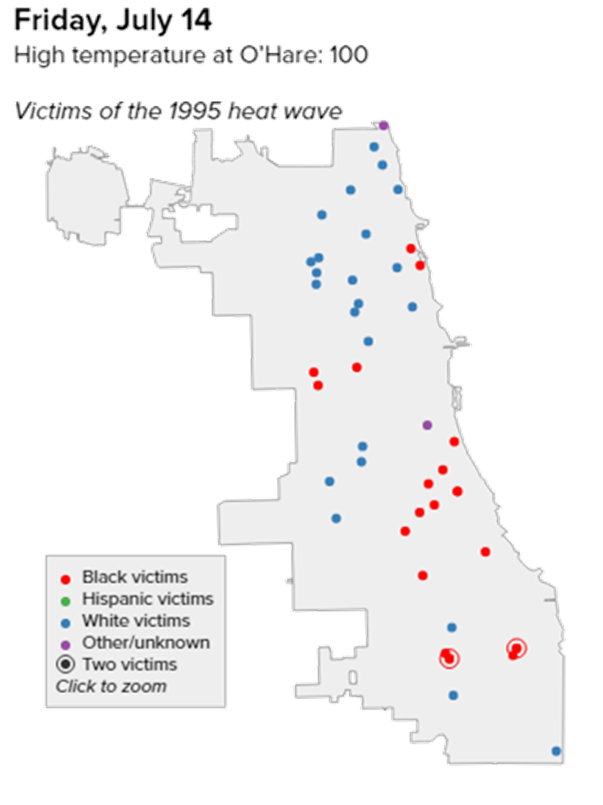 Friday, July 14
High temperature at O'Hare: 100
Victims of the 1995 heat wave
Black victims
Hispanic victims
White victims
Other/unknown
Two victims
Click to zoom